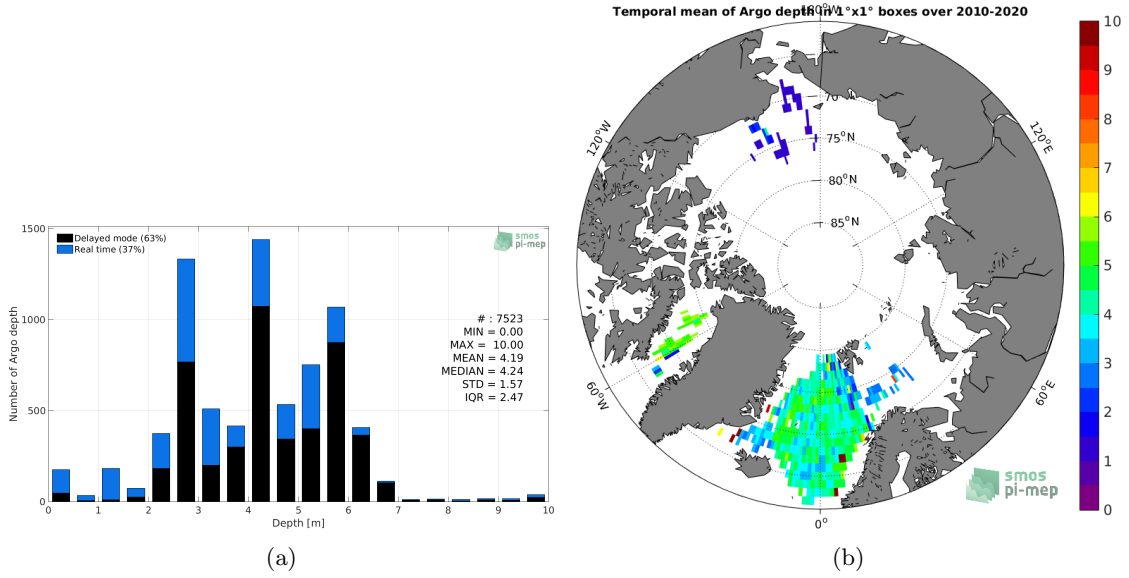 Temporal mean of Argo depth in 1°x1° boxes over 2010-2020
180°W
10
9
8
7
6
5
4
3
2
1
0
70°N
75°N
80°N
85°N
120°W
120°E
60°W
60°E
0°
smos
pi-mep
1500
1000
500
0
Number of Argo depth
Delayed mode (63%)
Real time (37%)
smos
pi-mep
# : 7523
MIN = 0.00
MAX = 10.00
MEAN = 4.19
MEDIAN = 4.24
STD = 1.57
IQR = 2.47
0 1 2 3 4 5 6 7 8 9 10
Depth [m]
(a)
(b)